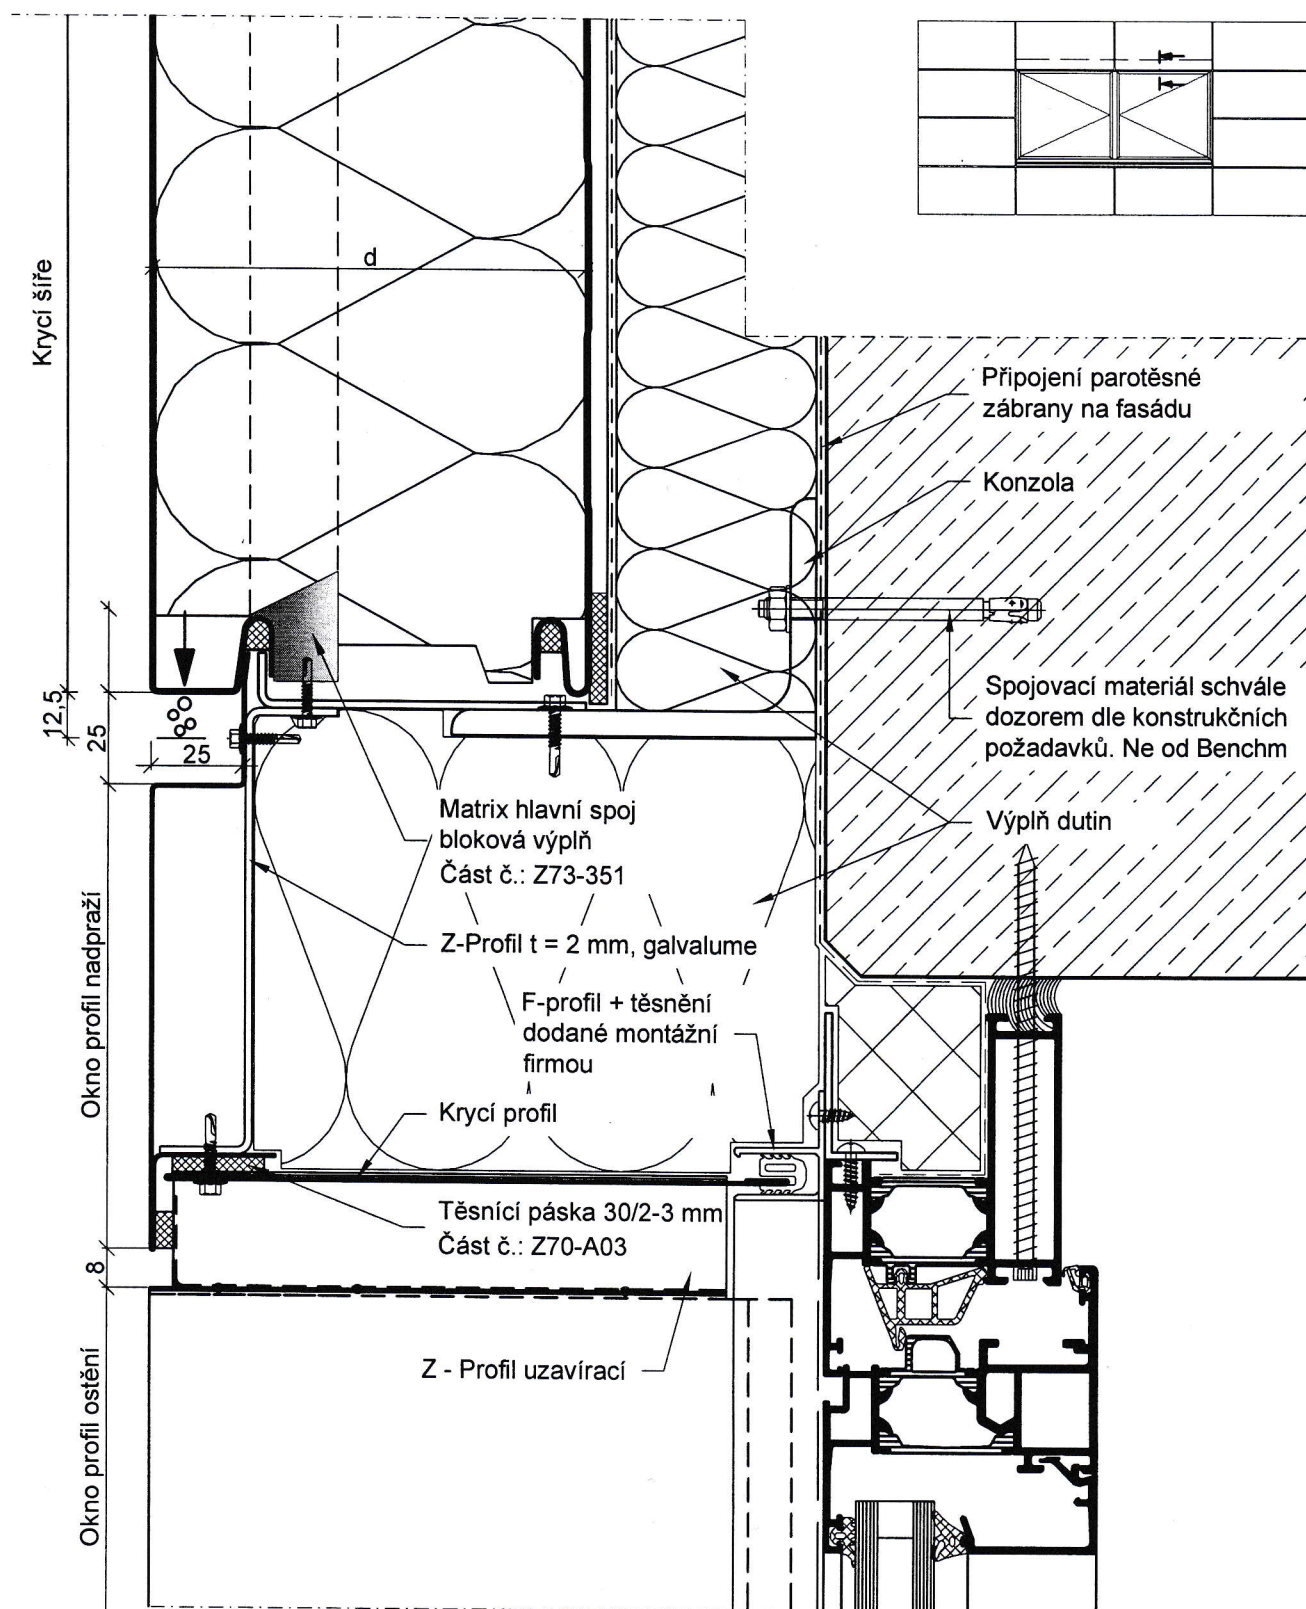 Krycí šíře
d
Připojení parotěsné
zábrany na fasádu
Konzola
Spojovací materiál schvále
dozorem dle konstrukčních
požadavků. Ne od Benchm
12,5
25
25
Matrix hlavní spoj
bloková výplň
Část č.: Z73-351
Výplň dutin
Z-Profil t = 2 mm, galvalume
F-profil + těsnění
dodané montážní
firmou
Okno profil nadpraží
Krycí profil
Těsnící páska 30/2-3 mm
Část č.: Z70-A03
8
Z - Profil uzavírací
Okno profil ostění